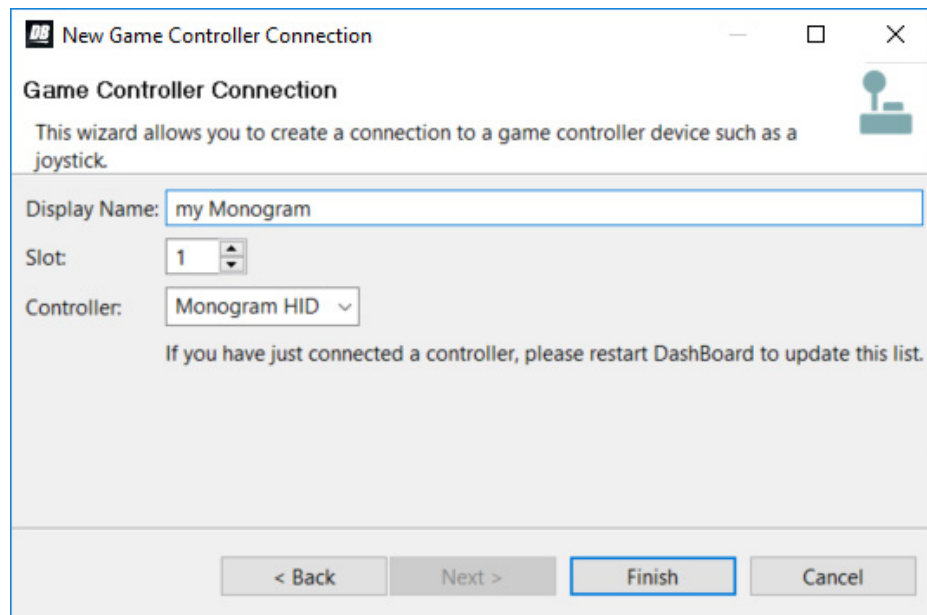 DB New Game Controller Connection
Game Controller Connection
This wizard allows you to create a connection to a game controller device such as a
joystick.
Display Name: my Monogram
Slot: 1
Controller: Monogram HID
If you have just connected a controller, please restart DashBoard to update this list.
< Back Next > Finish Cancel